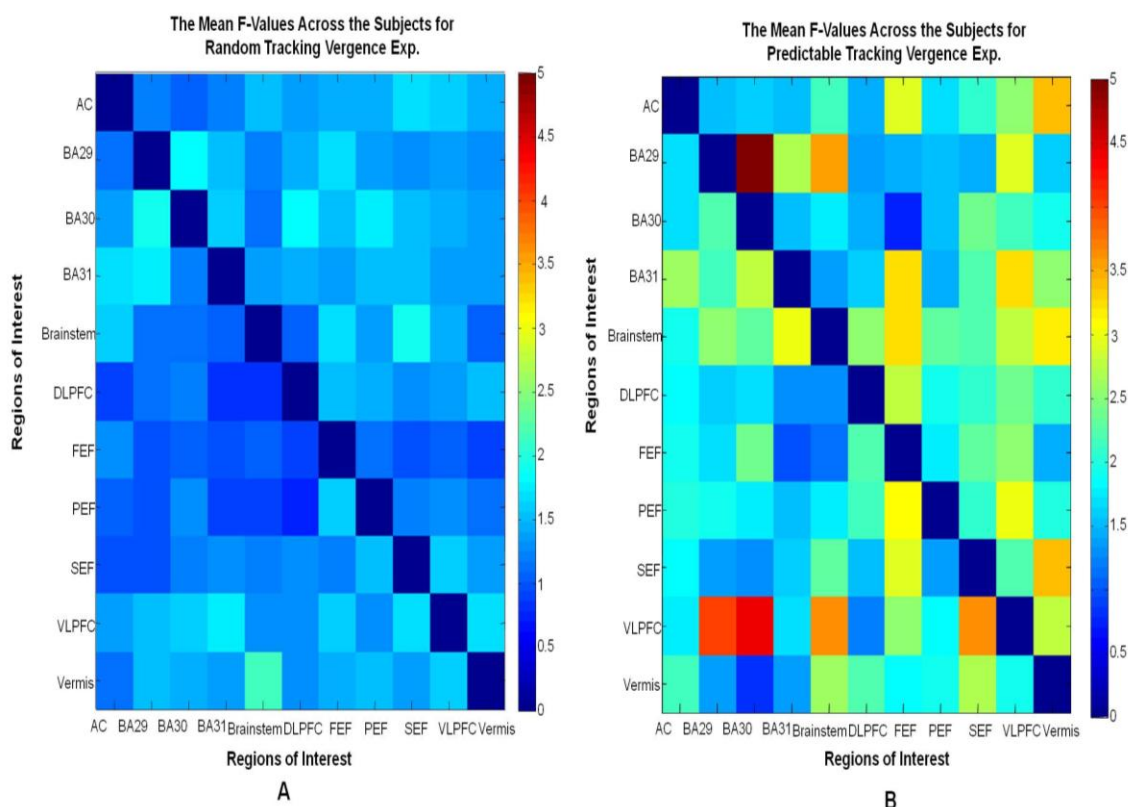 The Mean F-Values Across the Subjects for
Random Tracking Vergence Exp.
5
4.5
4
3.5
3
2.5
2
1.5
1
0.5
0
AC
BA29
BA30
BA31
Brainstem
DLPFC
FEF
PEF
SEF
VLPFC
Vermis
Regions of Interest
AC BA29 BA30 BA31 Brainstem DLPFC FEF PEF SEF VLPFC Vermis
Regions of Interest
A
The Mean F-Values Across the Subjects for
Predictable Tracking Vergence Exp.
5
4.5
4
3.5
3
2.5
2
1.5
1
0.5
0
AC
BA29
BA30
BA31
Brainstem
DLPFC
FEF
PEF
SEF
VLPFC
Vermis
Regions of Interest
AC BA29 BA30 BA31 Brainstem DLPFC FEF PEF SEF VLPFC Vermis
Regions of Interest
B